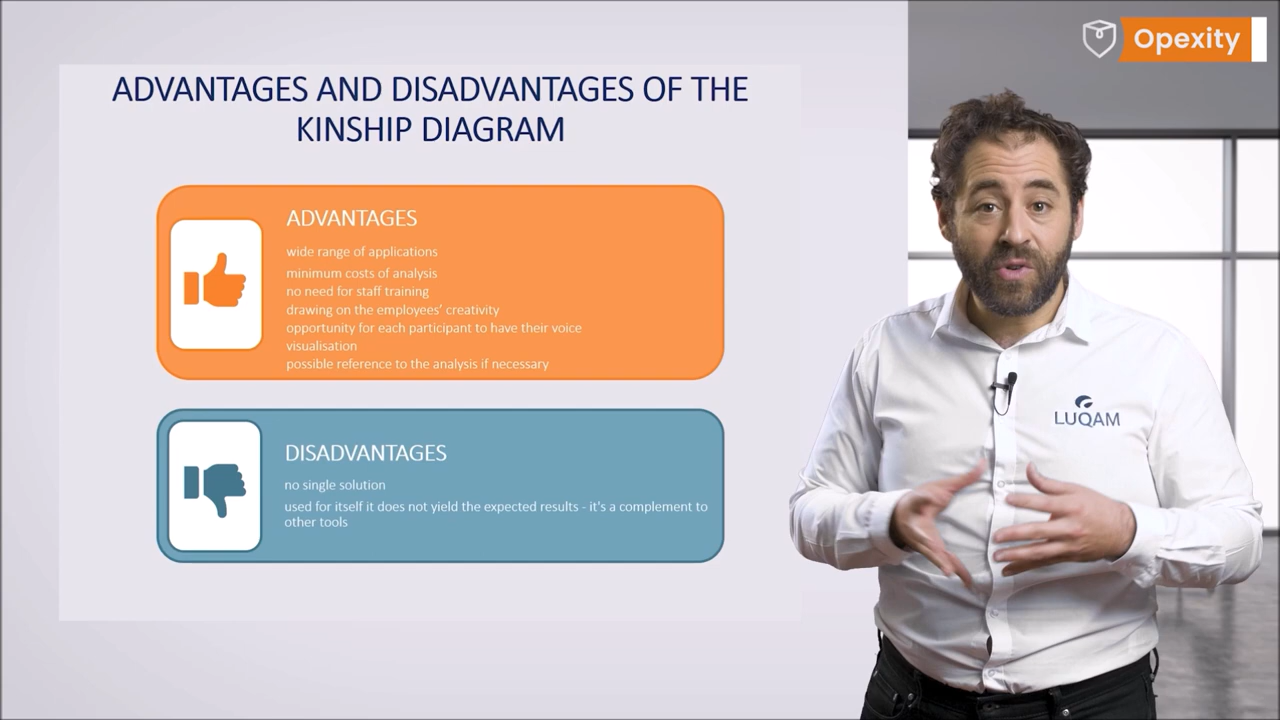 Opexity
ADVANTAGES AND DISADVANTAGES OF THE
KINSHIP DIAGRAM
ADVANTAGES
wide range of applications
minimum costs of analysis
no need for staff training
drawing on the employees' creativity
opportunity for each participant to have their voice
visualisation
possible reference to the analysis if necessary
DISADVANTAGES
no single solution
used for itself it does not yield the expected results - it's a complement to
other tools
LUQAM